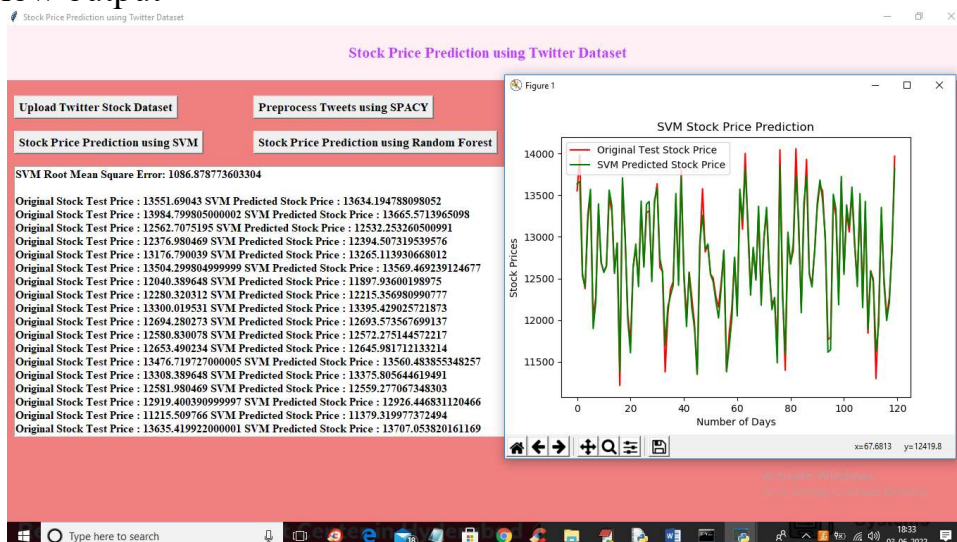 Stock Price Prediction using Twitter Dataset
Stock Price Prediction using Twitter Dataset
Upload Twitter Stock Dataset
Preprocess Tweets using SPACY
Stock Price Prediction using SVM
Stock Price Prediction using Random Forest
SVM Root Mean Square Error: 1086.878773603304
Original Stock Test Price : 13551.69043 SVM Predicted Stock Price : 13634.194788098052
Original Stock Test Price : 13984.799805000002 SVM Predicted Stock Price : 13665.5713965098
Original Stock Test Price : 12562.7075195 SVM Predicted Stock Price : 12532.253260500991
Original Stock Test Price : 12376.980469 SVM Predicted Stock Price : 12394.507319539576
Original Stock Test Price : 13176.790039 SVM Predicted Stock Price : 13265.113930668012
Original Stock Test Price : 13504.299804999999 SVM Predicted Stock Price : 13569.469239124677
Original Stock Test Price : 12040.389648 SVM Predicted Stock Price : 11897.93600198975
Original Stock Test Price : 12280.320312 SVM Predicted Stock Price : 12215.356980990777
Original Stock Test Price : 13300.019531 SVM Predicted Stock Price : 13395.429025721873
Original Stock Test Price : 12694.280273 SVM Predicted Stock Price : 12693.573567699137
Original Stock Test Price : 12580.830078 SVM Predicted Stock Price : 12572.275144572217
Original Stock Test Price : 12653.490234 SVM Predicted Stock Price : 12645.981712133214
Original Stock Test Price : 13476.719727000005 SVM Predicted Stock Price : 13560.483855348257
Original Stock Test Price : 13308.389648 SVM Predicted Stock Price : 13375.805644619491
Original Stock Test Price : 12581.980469 SVM Predicted Stock Price : 12559.277067348303
Original Stock Test Price : 12919.400390999997 SVM Predicted Stock Price : 12926.446831120466
Original Stock Test Price : 11215.509766 SVM Predicted Stock Price : 11379.319977372494
Original Stock Test Price : 13635.419922000001 SVM Predicted Stock Price : 13707.053820161169
Figure 1
SVM Stock Price Prediction
Original Test Stock Price
SVM Predicted Stock Price
Stock Prices
14000
13500
13000
12500
12000
11500
0 20 40 60 80 100 120
Number of Days
x=67.6813 y=12419.8
Type here to search
18:33
03-06-2022